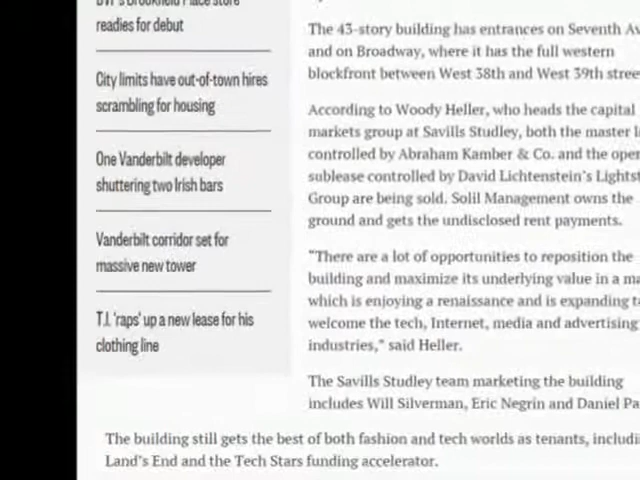 readies for debut
City limits have out-of-town hires
scrambling for housing
One Vanderbilt developer
shuttering two Irish bars
Vanderbilt corridor set for
massive new tower
T.I. 'raps' up a new lease for his
clothing line
The 43-story building has entrances on Seventh
and on Broadway, where it has the full western
blockfront between West 38th and West 39th
According to Woody Heller, who heads the capital
markets group at Savills Studley, both the master
controlled by Abraham Kamber & Co. and the
sublease controlled by David Lichtenstein's
Group are being sold. Solil Management owns the
ground and gets the undisclosed rent payments.
"There are a lot of opportunities to reposition the
building and maximize its underlying value in a
which is enjoying a renaissance and is expanding
welcome the tech, Internet, media and advertising
industries," said Heller.
The Savills Studley team marketing the building
includes Will Silverman, Eric Negrin and Daniel
The building still gets the best of both fashion and tech worlds as tenants,
Land's End and the Tech Stars funding accelerator.